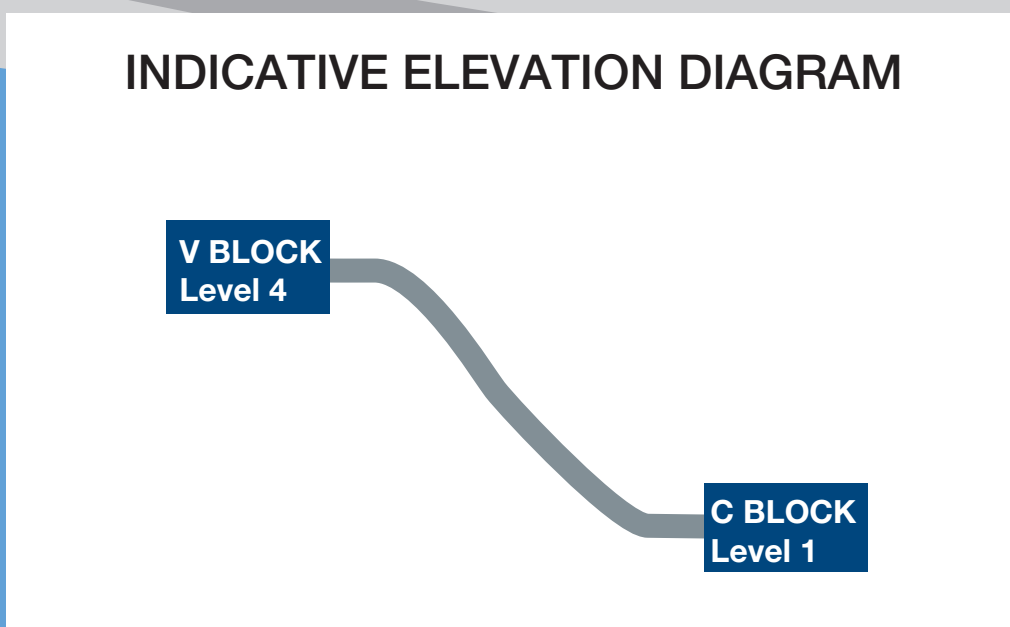 INDICATIVE ELEVATION DIAGRAM
V BLOCK
Level 4
C BLOCK
Level 1